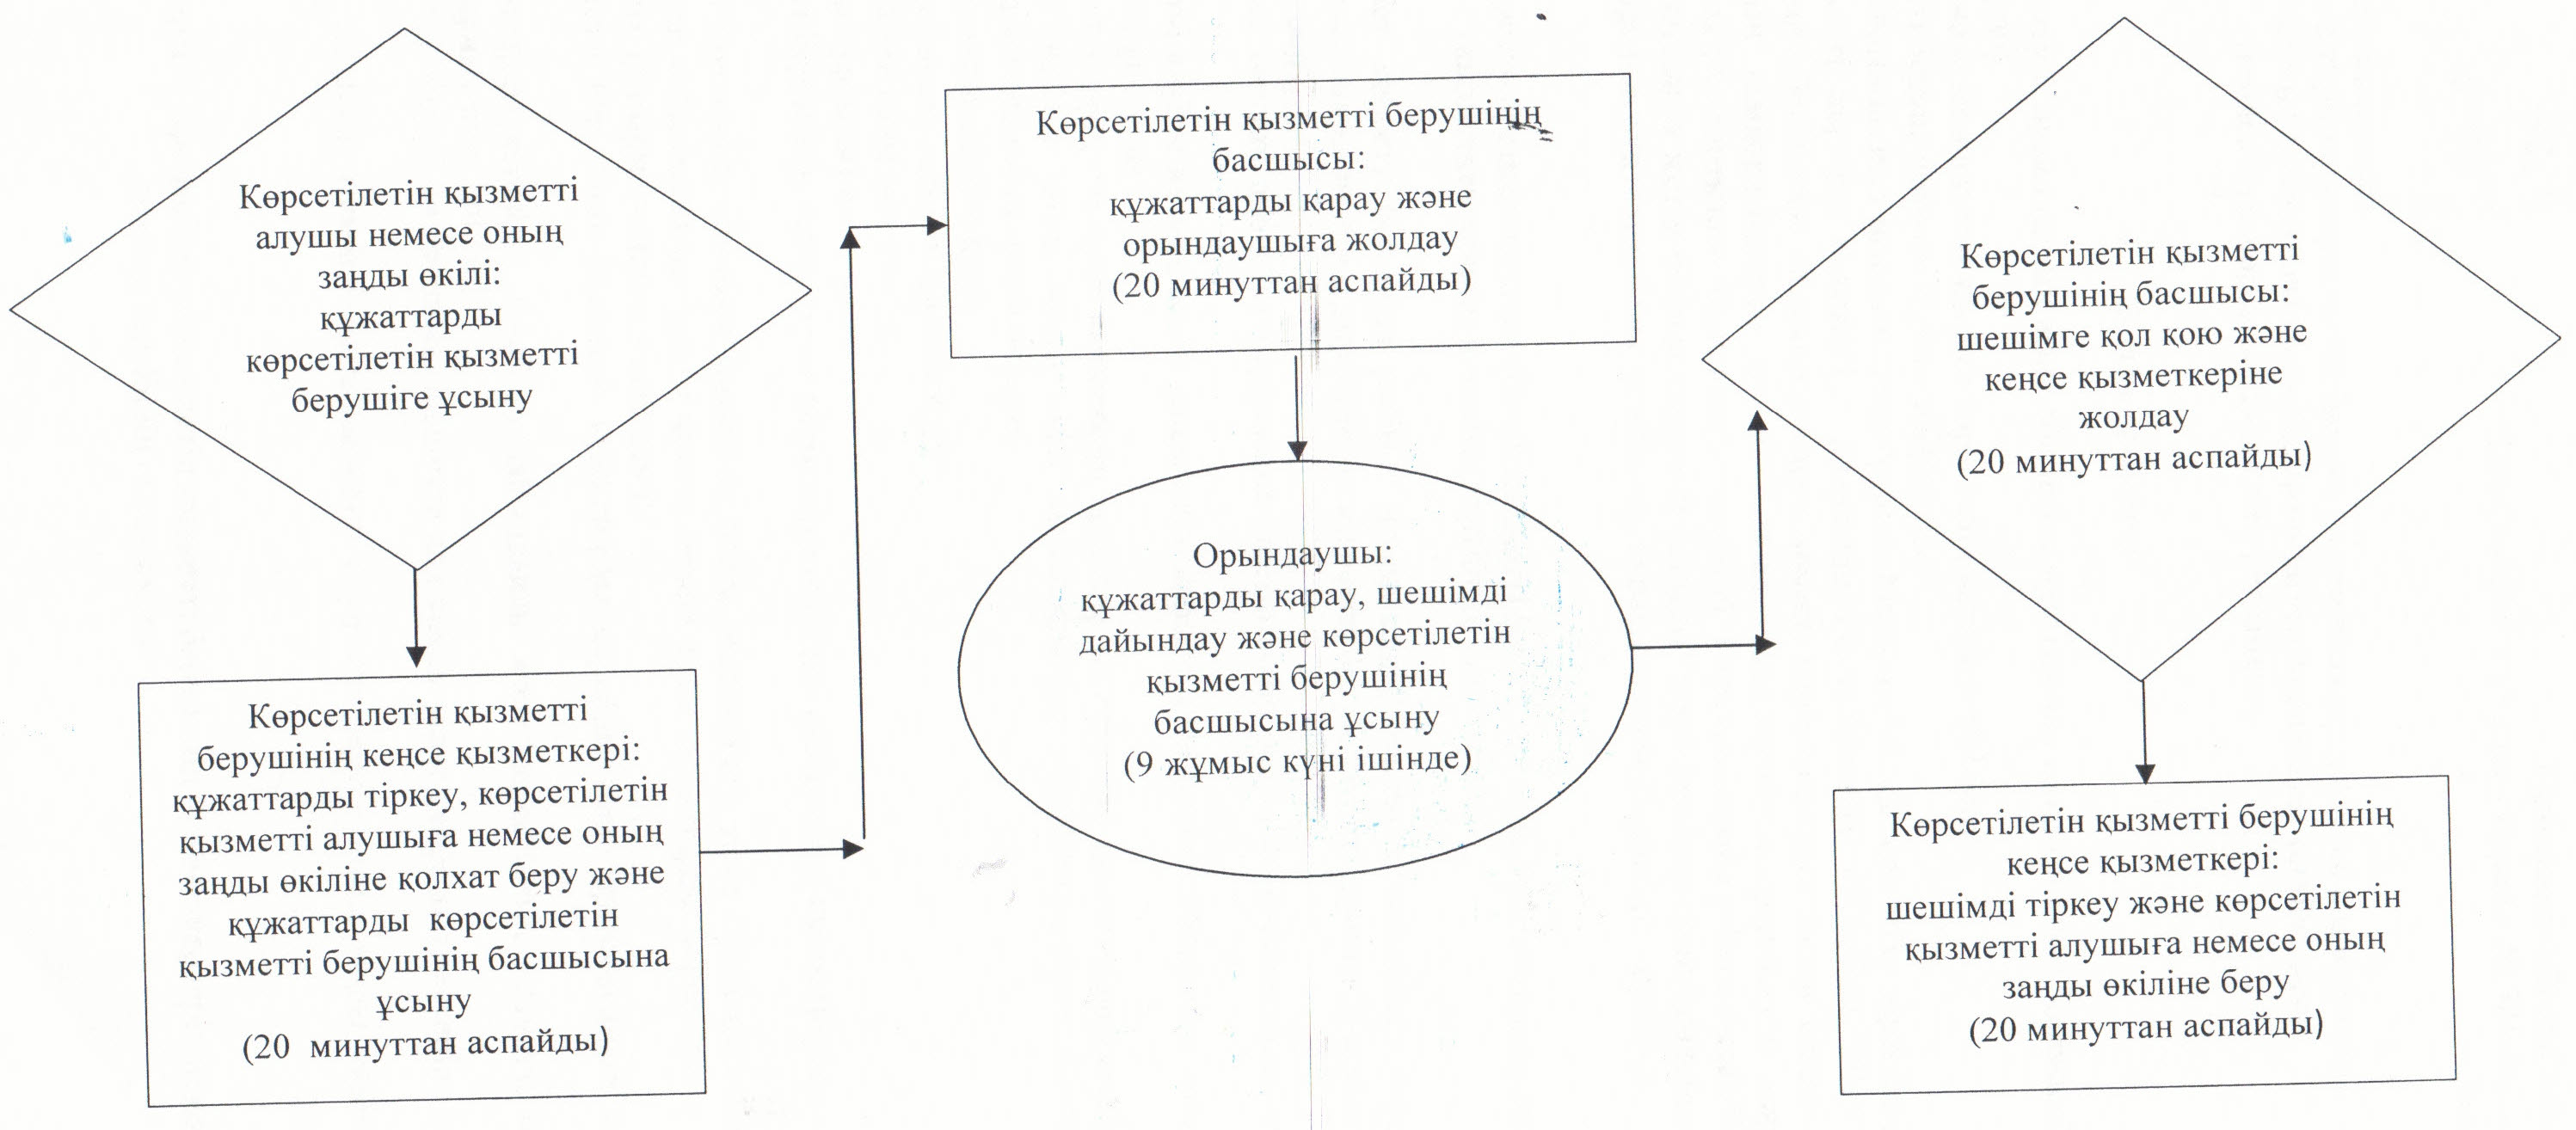 Көрсетілетін қызметті
алушы немесе оның
заңды өкілі:
құжаттарды
көрсетілетін қызметті
берушіге ұсыну
Көрсетілетін қызметті
берушінің кеңсе қызметкері:
құжаттарды тіркеу, көрсетілетін
қызметті алушыға немесе оның
заңды өкіліне қолхат беру және
құжаттарды көрсетілетін
қызметті берушінің басшысына
ұсыну
(20 минуттан аспайды)
Көрсетілетін қызметті берушінің
басшысы:
құжаттарды қарау және
орындаушыға жолдау
(20 минуттан аспайды)
Орындаушы:
құжаттарды қарау, шешімді
дайындау және көрсетілетін
қызметті берушінің
басшысына ұсыну
(9 жұмыс күні ішінде)
Көрсетілетін қызметті
берушінің басшысы:
шешімге қол қою және
кеңсе қызметкеріне
жолдау
(20 минуттан аспайды)
Көрсетілетін қызметті берушінің
кеңсе қызметкері:
шешімді тіркеу және көрсетілетін
қызметті алушыға немесе оның
заңды өкіліне беру
(20 минуттан аспайды)